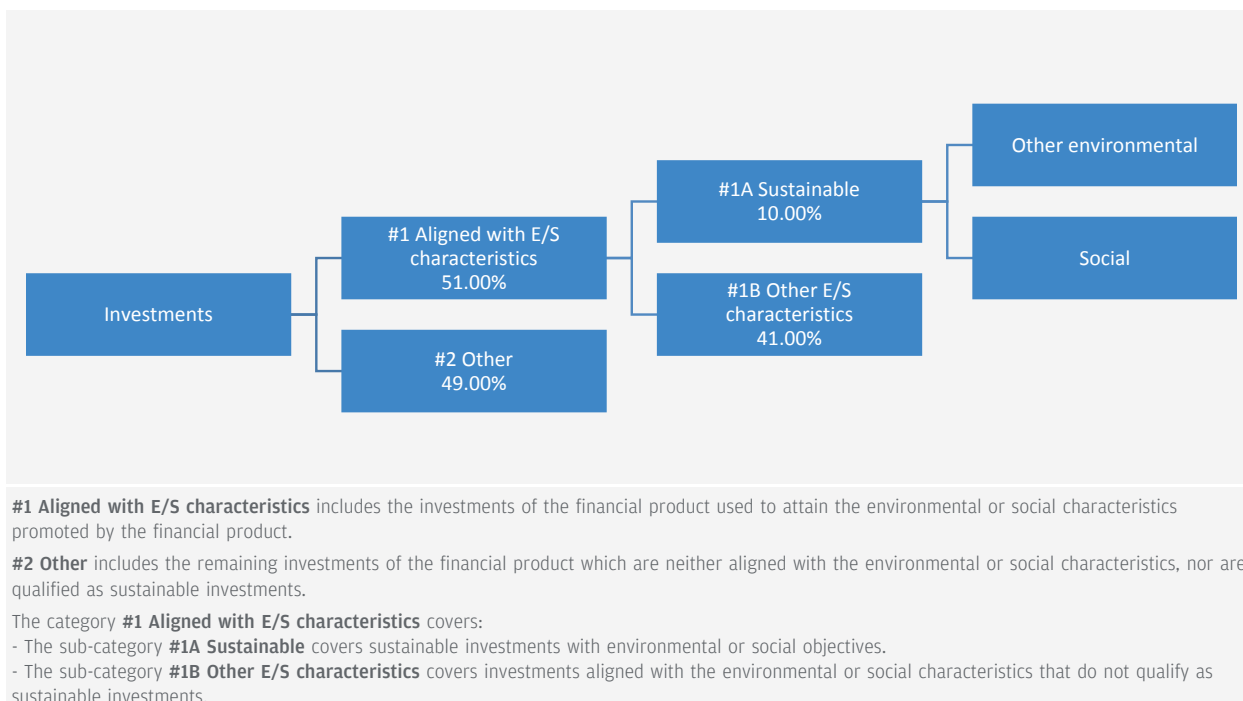 Investments
#1 Aligned with E/S
characteristics
51.00%
#2 Other
49.00%
#1A Sustainable
10.00%
#1B Other E/S
characteristics
41.00%
Other environmental
Social
#1 Aligned with E/S characteristics includes the investments of the financial product used to attain the environmental or social characteristics
promoted by the financial product.
#2 Other includes the remaining investments of the financial product which are neither aligned with the environmental or social characteristics, nor are
qualified as sustainable investments.
The category #1 Aligned with E/S characteristics covers:
- The sub-category #1A Sustainable covers sustainable investments with environmental or social objectives.
- The sub-category #1B Other E/S characteristics covers investments aligned with the environmental or social characteristics that do not qualify as
sustainable investments